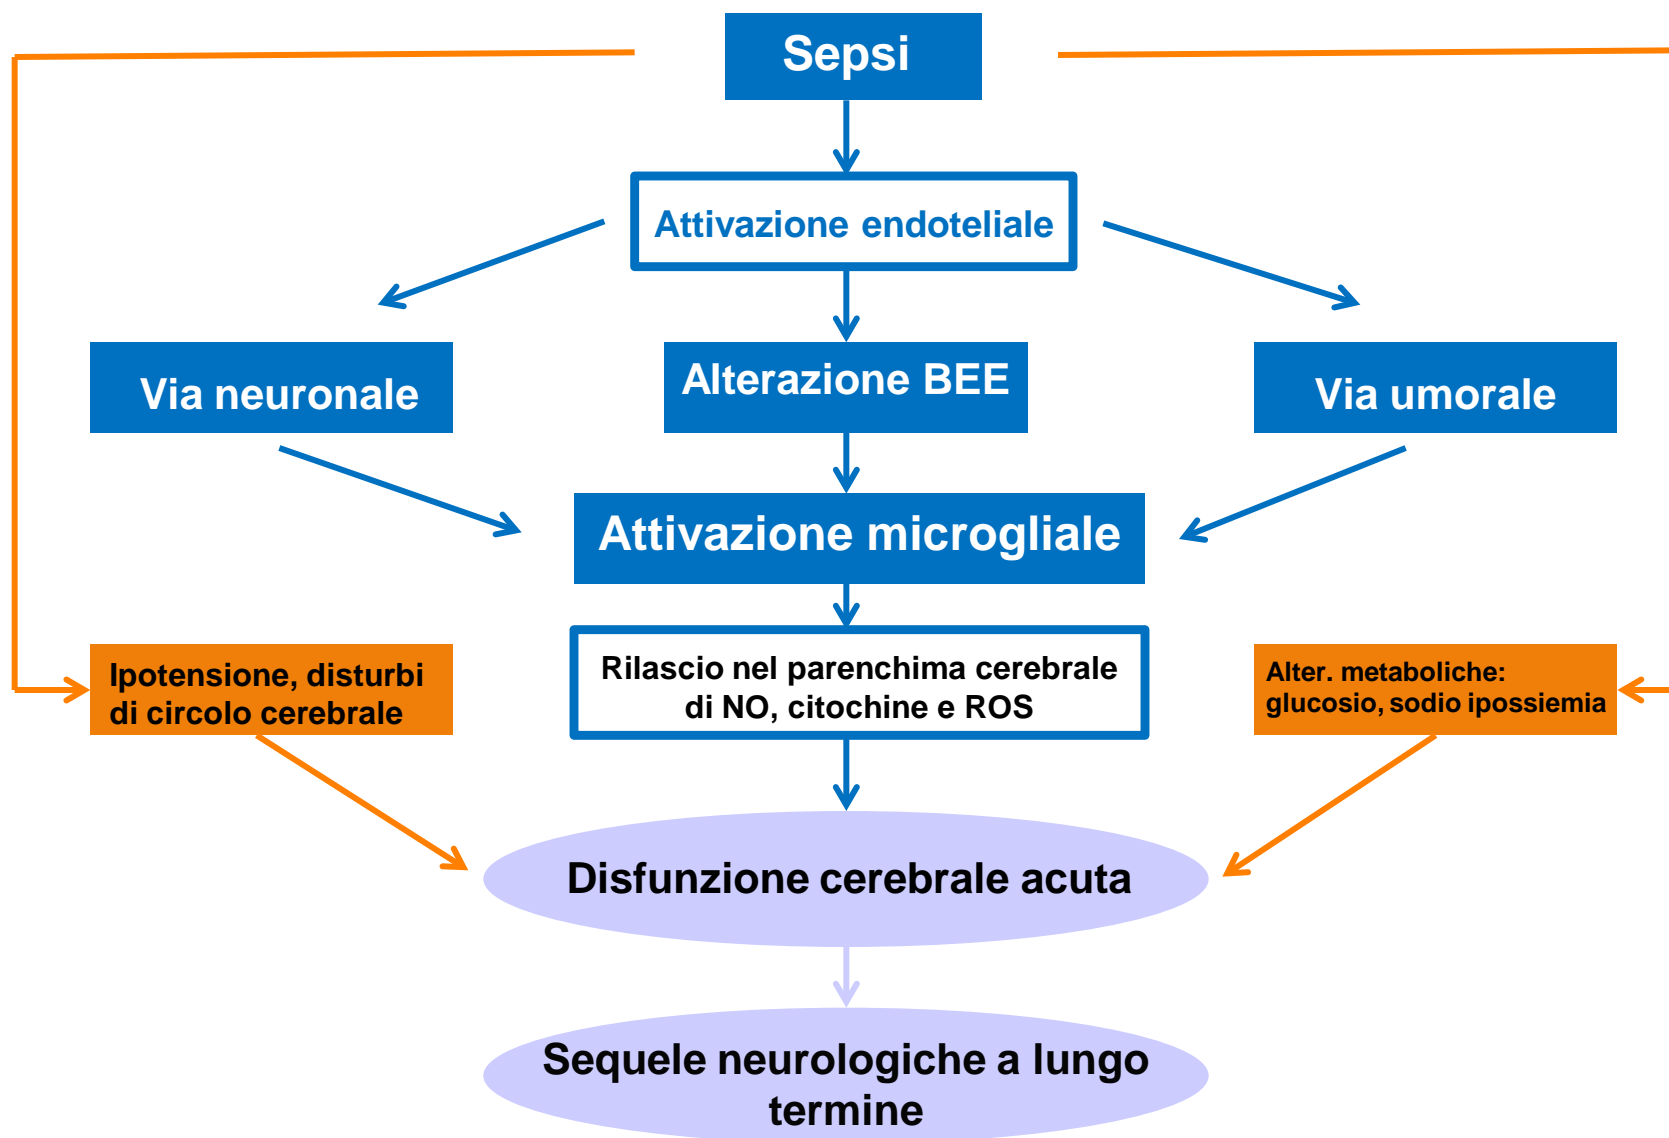 Sepsi
Attivazione endoteliale
Via neuronale
Alterazione BEE
Via umorale
Attivazione microgliale
Ipotensione, disturbi
di circolo cerebrale
Rilascio nel parenchima cerebrale
di NO, citochine e ROS
Alter. metaboliche:
glucosio, sodio ipossiemia
Disfunzione cerebrale acuta
Sequele neurologiche a lungo
termine